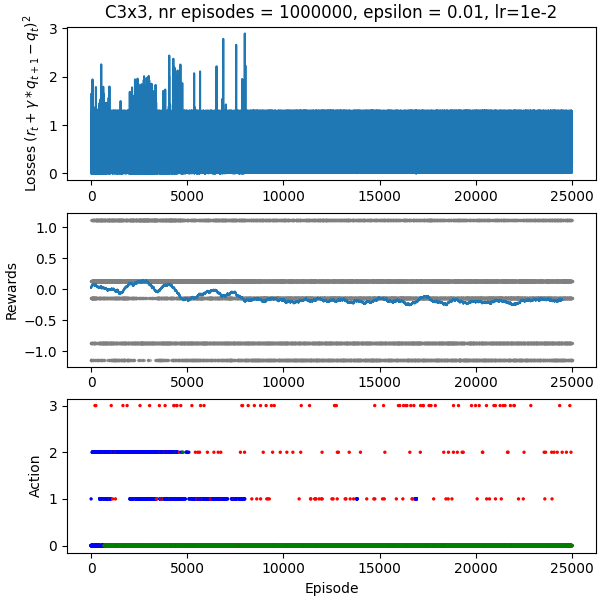 C3x3, nr episodes = 1000000, epsilon = 0.01, lr=1e-2
Losses $(r_t + \gamma * q_{t+1} - q_t)^2$
3
2
1
0
0 5000 10000 15000 20000 25000
Rewards
1.0
0.5
0.0
−0.5
−1.0
0 5000 10000 15000 20000 25000
Action
3
2
1
0
0 5000 10000 15000 20000 25000
Episode